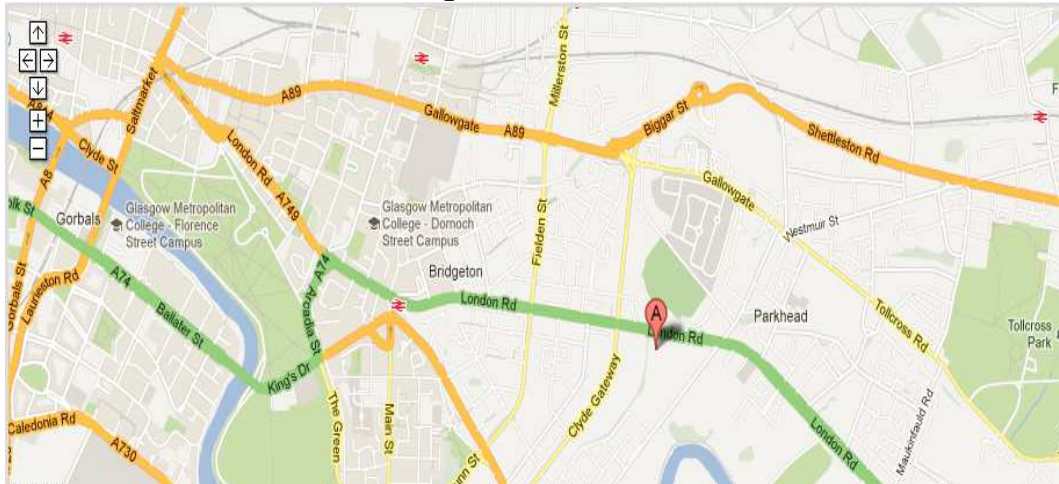 Millerston St
Saltmarket
A89
Biggar St
Gallowgate
A89
Shettleston Rd
Clyde St
London Rd
A8
Gallowgate
A749
Glasgow Metropolitan
College - Florence
Street Campus
Glasgow Metropolitan
College - Dornoch
Street Campus
Westmuir St
Gorbals
Fielden St
A74
Bridgeton
A74
Laurieston Rd
Gorbals St
Arcadia St
London Rd
A
London Rd
Parkhead
Tollcross Rd
Tollcross
Park
Ballater St
King's Dr
Clyde Gateway
The Green
Main St
Caledonia Rd
A730
London Rd
Maukinfauld Rd